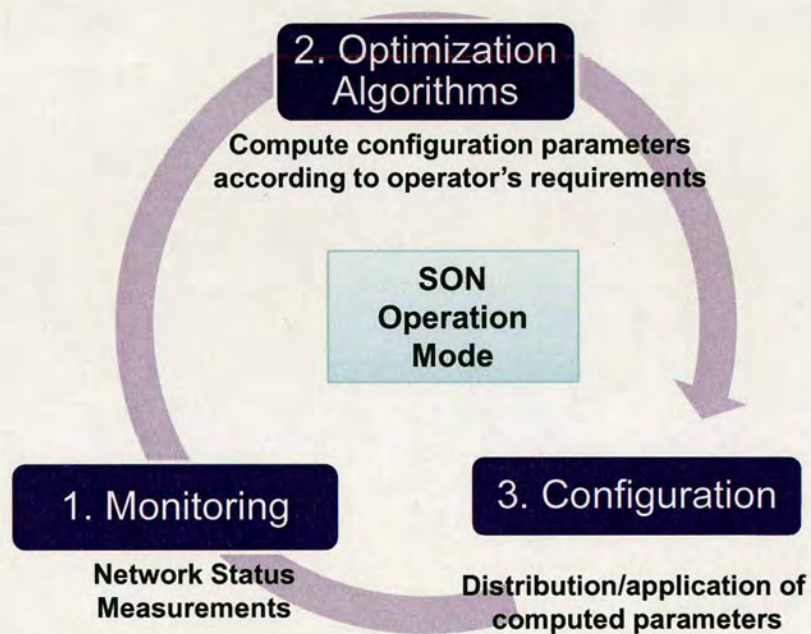 2. Optimization
Algorithms
Compute configuration parameters
according to operator's requirements
SON
Operation
Mode
1. Monitoring
Network Status
Measurements
3. Configuration
Distribution/application of
computed parameters